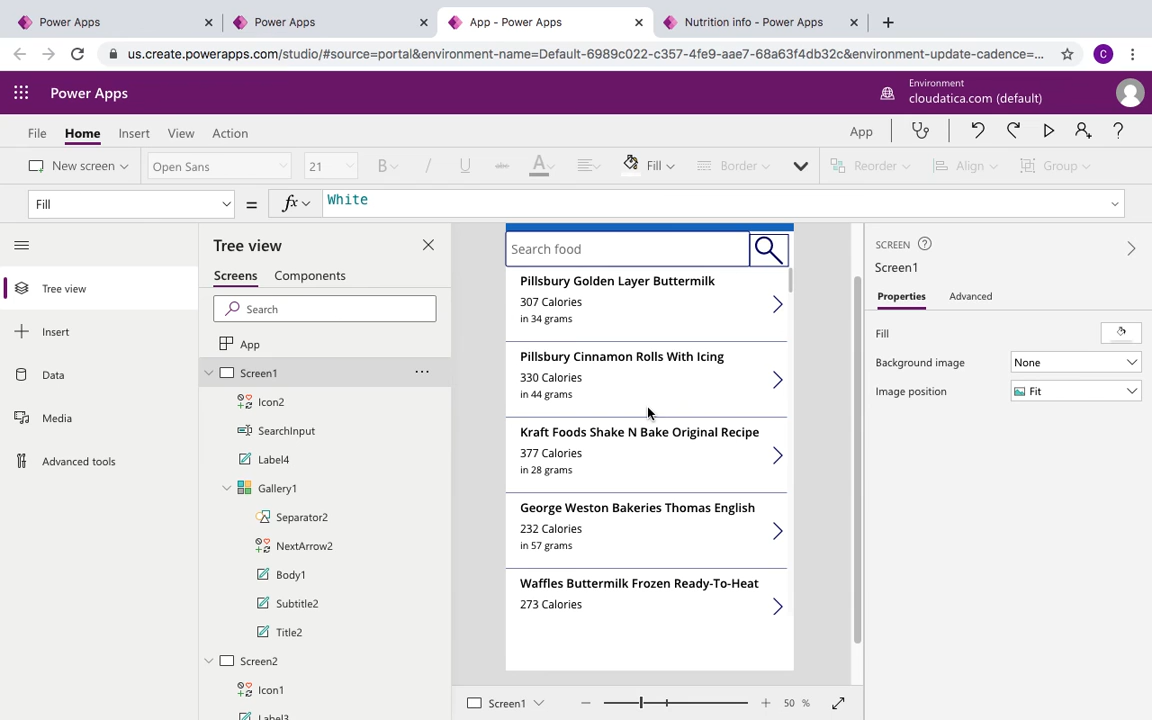 Power Apps
Power Apps
App - Power Apps
Nutrition info - Power Apps
us.create.powerapps.com/studio/#source=portal&environment-name=Default-6989c022-c357-4fe9-aae7-68a63f4db32c&environment-update-cadence=...
C
Power Apps
Environment
cloudatica.com (default)
File Home Insert View Action
App
New screen
Open Sans
21
B
Fill
Border
Reorder
Align
Group
Fill
=
fx
White
Tree view
Screens Components
Search
Tree view
Insert
Data
Media
Advanced tools
App
Screen1
Icon2
SearchInput
Label4
Gallery1
Separator2
NextArrow2
Body1
Subtitle2
Title2
Screen2
Icon1
Label3
Search food
Pillsbury Golden Layer Buttermilk
307 Calories
in 34 grams
Pillsbury Cinnamon Rolls With Icing
330 Calories
in 44 grams
Kraft Foods Shake N Bake Original Recipe
377 Calories
in 28 grams
George Weston Bakeries Thomas English
232 Calories
in 57 grams
Waffles Buttermilk Frozen Ready-To-Heat
273 Calories
Screen1
50 %
SCREEN
Screen1
Properties Advanced
Fill
Background image
None
Image position
Fit